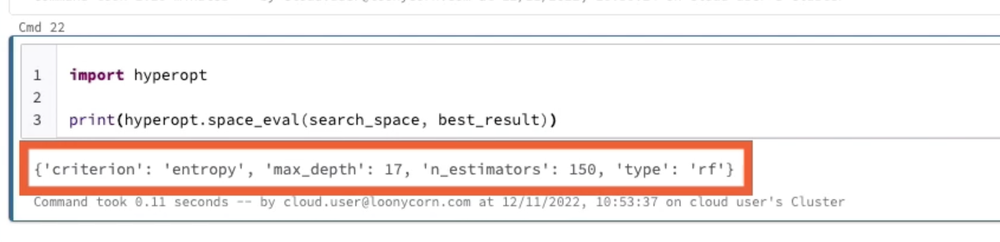 Cmd 22
1 import hyperopt
2
3 print(hyperopt.space_eval(search_space, best_result))
{'criterion': 'entropy', 'max_depth': 17, 'n_estimators': 150, 'type': 'rf'}
Command took 0.11 seconds -- by cloud.user@loonycorn.com at 12/11/2022, 10:53:37 on cloud user's Cluster